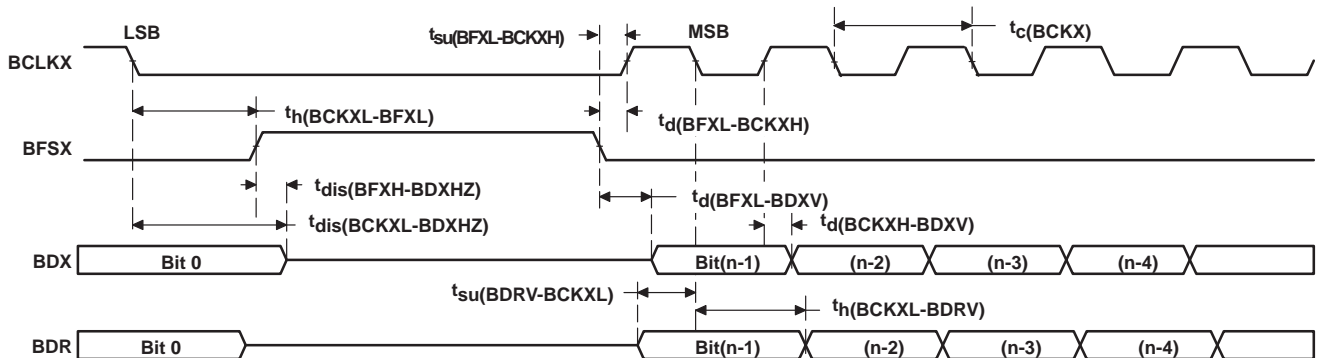 LSB
tsu(BFXL-BCKXH)
MSB
tc(BCKX)
BCLKX
th(BCKXL-BFXL)
td(BFXL-BCKXH)
BFSX
tdis(BFXH-BDXHZ)
td(BFXL-BDXV)
tdis(BCKXL-BDXHZ)
td(BCKXH-BDXV)
BDX Bit 0 Bit(n-1) (n-2) (n-3) (n-4)
tsu(BDRV-BCKXL)
th(BCKXL-BDRV)
BDR Bit 0 Bit(n-1) (n-2) (n-3) (n-4)